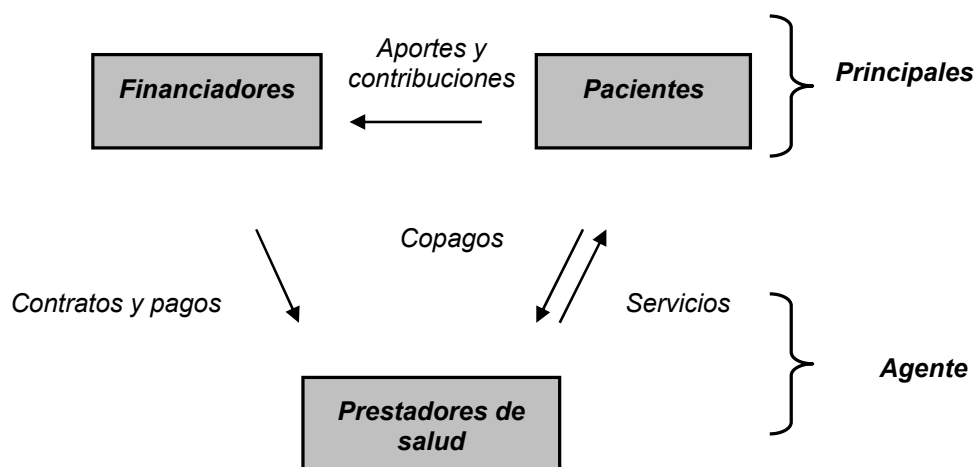 Aportes y
contribuciones
Financiadores
Pacientes
Principales
Copagos
Contratos y pagos
Servicios
Agente
Prestadores de
salud